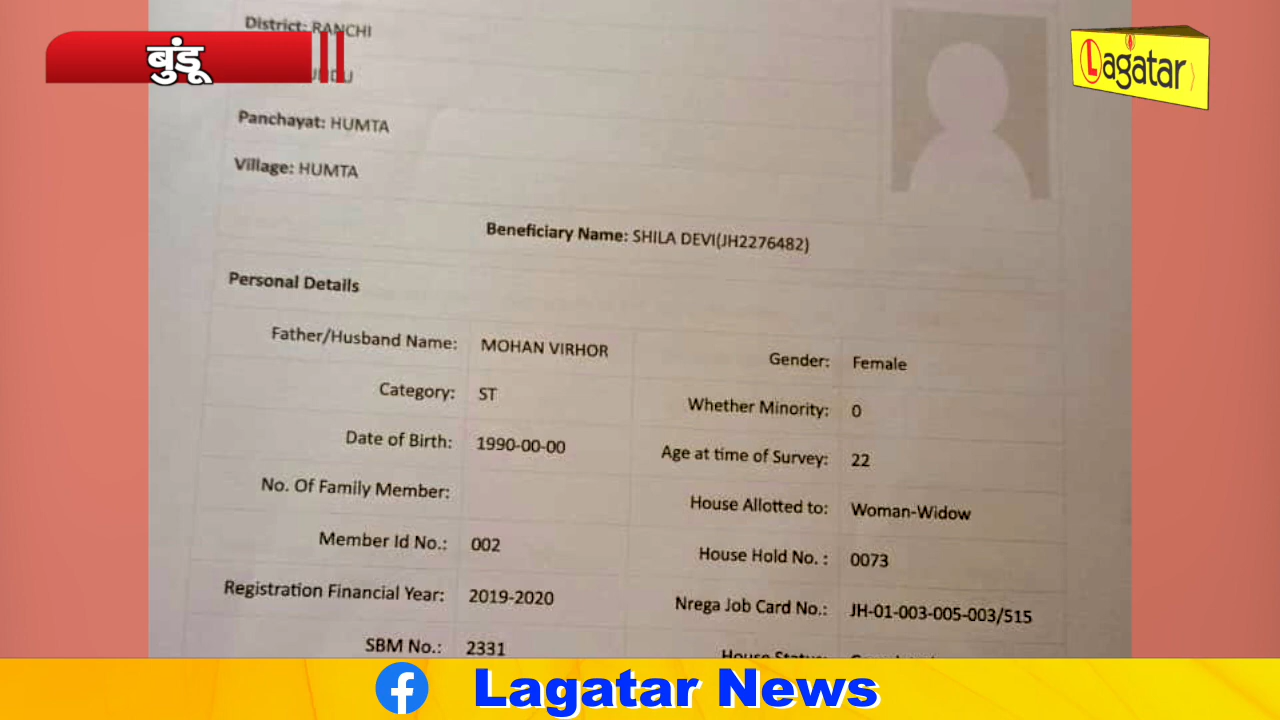 District: RANCHI
बुंडू
Lagatar
Panchayat: HUMTA
Village: HUMTA
Beneficiary Name: SHILA DEVI(JH2276482)
Personal Details
Father/Husband Name: MOHAN VIRHOR Gender: Female
Category: ST Whether Minority: 0
Date of Birth: 1990-00-00 Age at time of Survey: 22
No. Of Family Member: House Allotted to: Woman-Widow
Member Id No.: 002 House Hold No. : 0073
Registration Financial Year: 2019-2020 Nrega Job Card No.: JH-01-003-005-003/515
SBM No.: 2331
Lagatar News